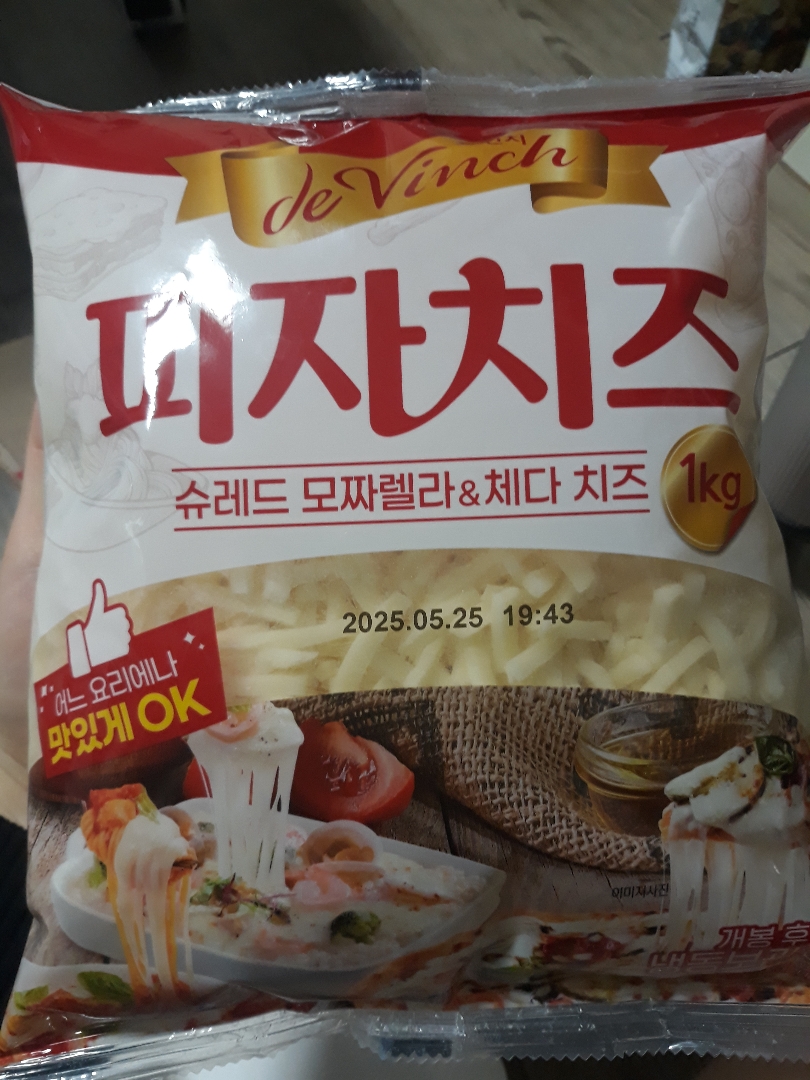 de Vinch
피자치즈
슈레드 모짜렐라&체다 치즈
1kg
2025.05.25 19:43
어느 요리에나
맛있게 OK
이미지사진
개봉 후